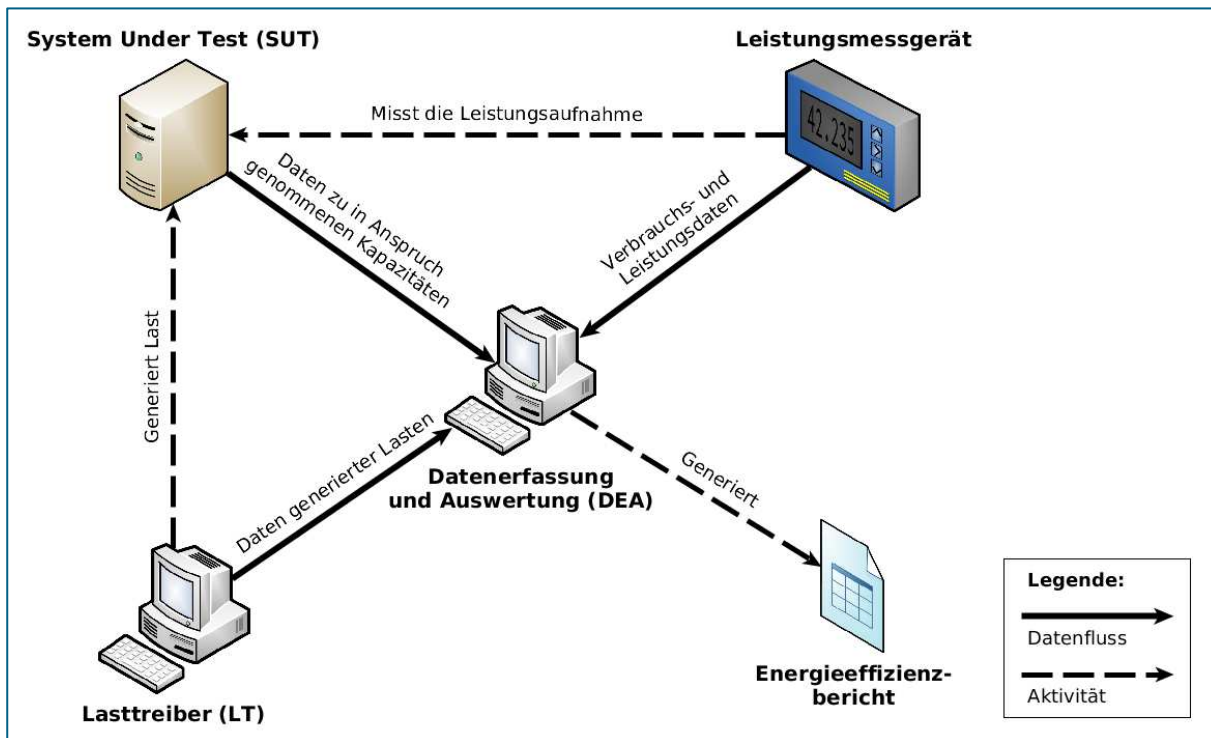 System Under Test (SUT)
Leistungsmessgerät
Misst die Leistungsaufnahme
42.235
Daten zu in Anspruch
genommenen Kapazitäten
Verbrauchs- und
Leistungsdaten
Generiert Last
Daten generierter Lasten
Datenerfassung
und Auswertung (DEA)
Generiert
Lasttreiber (LT)
Energieeffizienz-
bericht
Legende:
Datenfluss
Aktivität